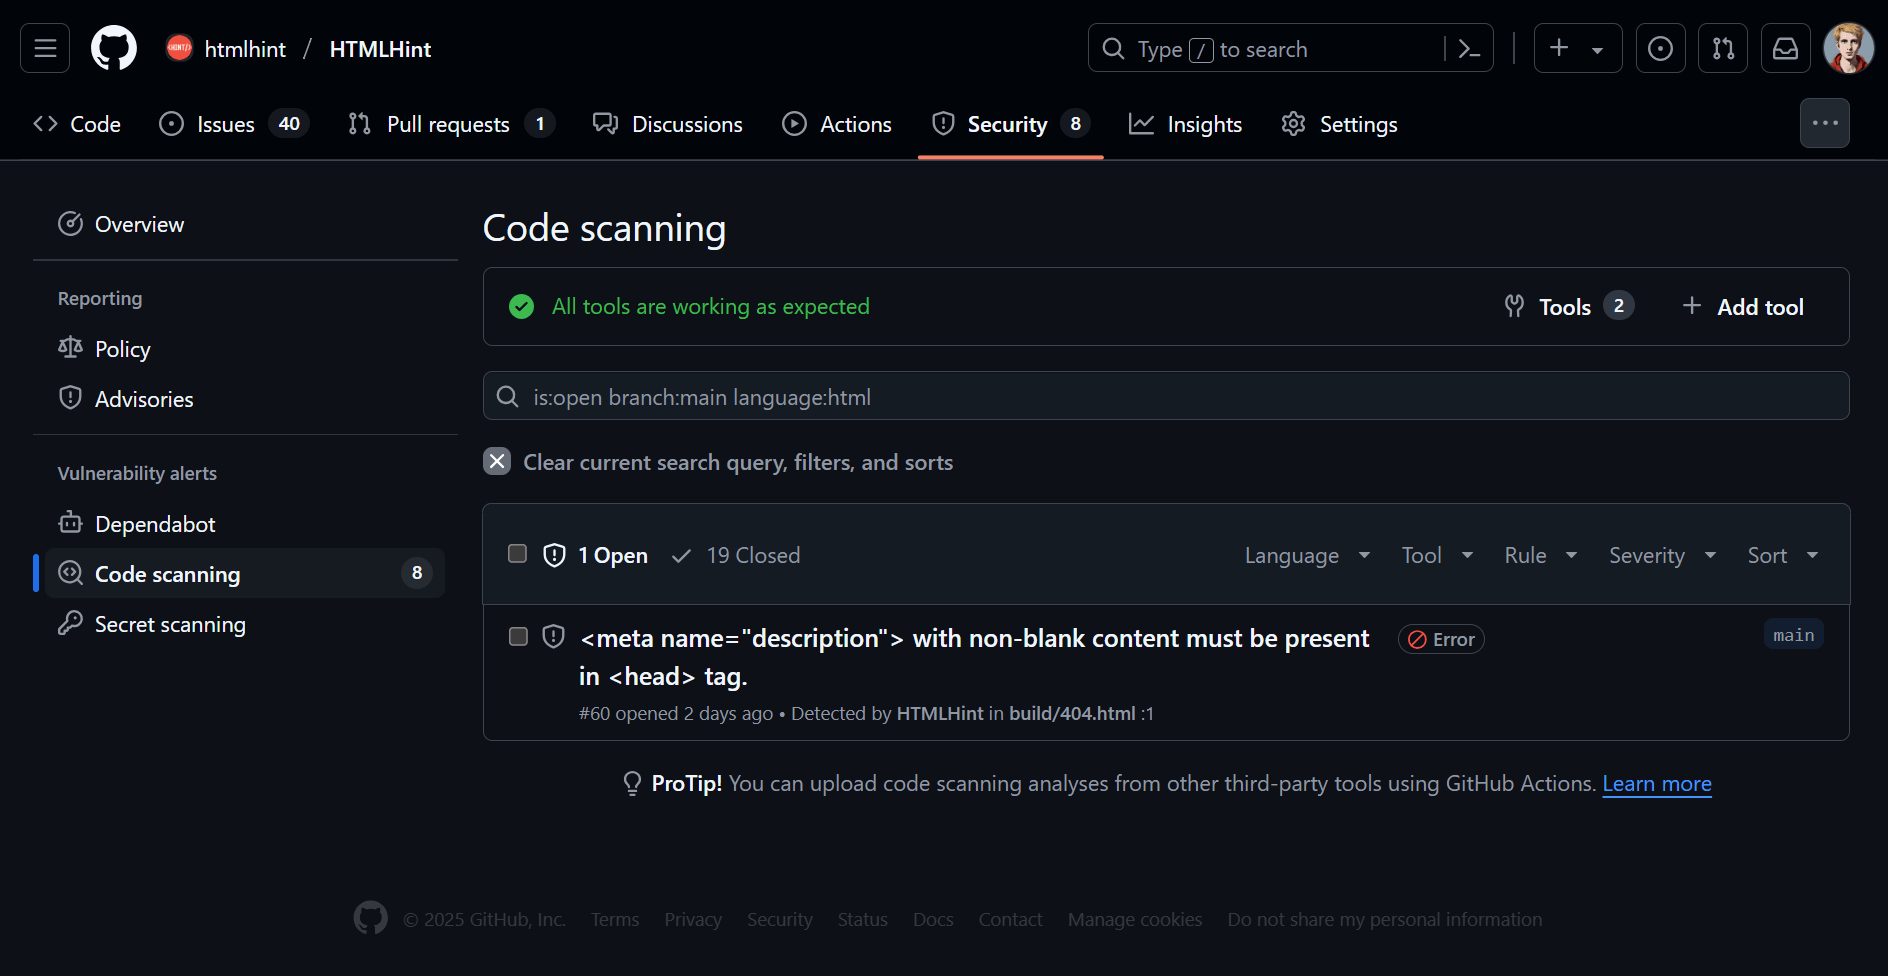 htmlhint / HTMLHint
Type / to search
Code
Issues 40
Pull requests 1
Discussions
Actions
Security 8
Insights
Settings
Overview
Reporting
Policy
Advisories
Vulnerability alerts
Dependabot
Code scanning 8
Secret scanning
Code scanning
All tools are working as expected
Tools 2
Add tool
is:open branch:main language:html
Clear current search query, filters, and sorts
1 Open
19 Closed
Language
Tool
Rule
Severity
Sort
<meta name="description"> with non-blank content must be present
in <head> tag.
Error
main
#60 opened 2 days ago • Detected by HTMLHint in build/404.html :1
ProTip! You can upload code scanning analyses from other third-party tools using GitHub Actions. Learn more
© 2025 GitHub, Inc.
Terms
Privacy
Security
Status
Docs
Contact
Manage cookies
Do not share my personal information